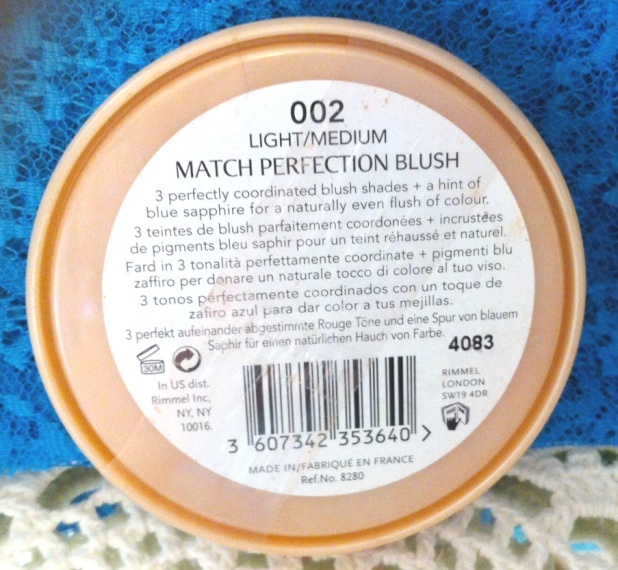 002
LIGHT/MEDIUM
MATCH PERFECTION BLUSH
3 perfectly coordinated blush shades + a hint of
blue sapphire for a naturally even flush of colour.
3 teintes de blush parfaitement coordonées + incrustées
de pigments bleu saphir pour un teint réhaussé et naturel.
Fard in 3 tonalità perfettamente coordinate + pigmenti blu
zaffiro per donare un naturale tocco di colore al tuo viso.
3 tonos perfectamente coordinados con un toque de
zafiro azul para dar color a tus mejillas.
3 perfekt aufeinander abgestimmte Rouge Töne und eine Spur von blauem
Saphir für einen natürlichen Hauch von Farbe.
4083
30M
In US dist.
Rimmel Inc,
NY, NY
10016.
RIMMEL
LONDON
SW19 4DR
3 607342 353640 >
MADE IN/FABRIQUÉ EN FRANCE
Ref.No. 8280